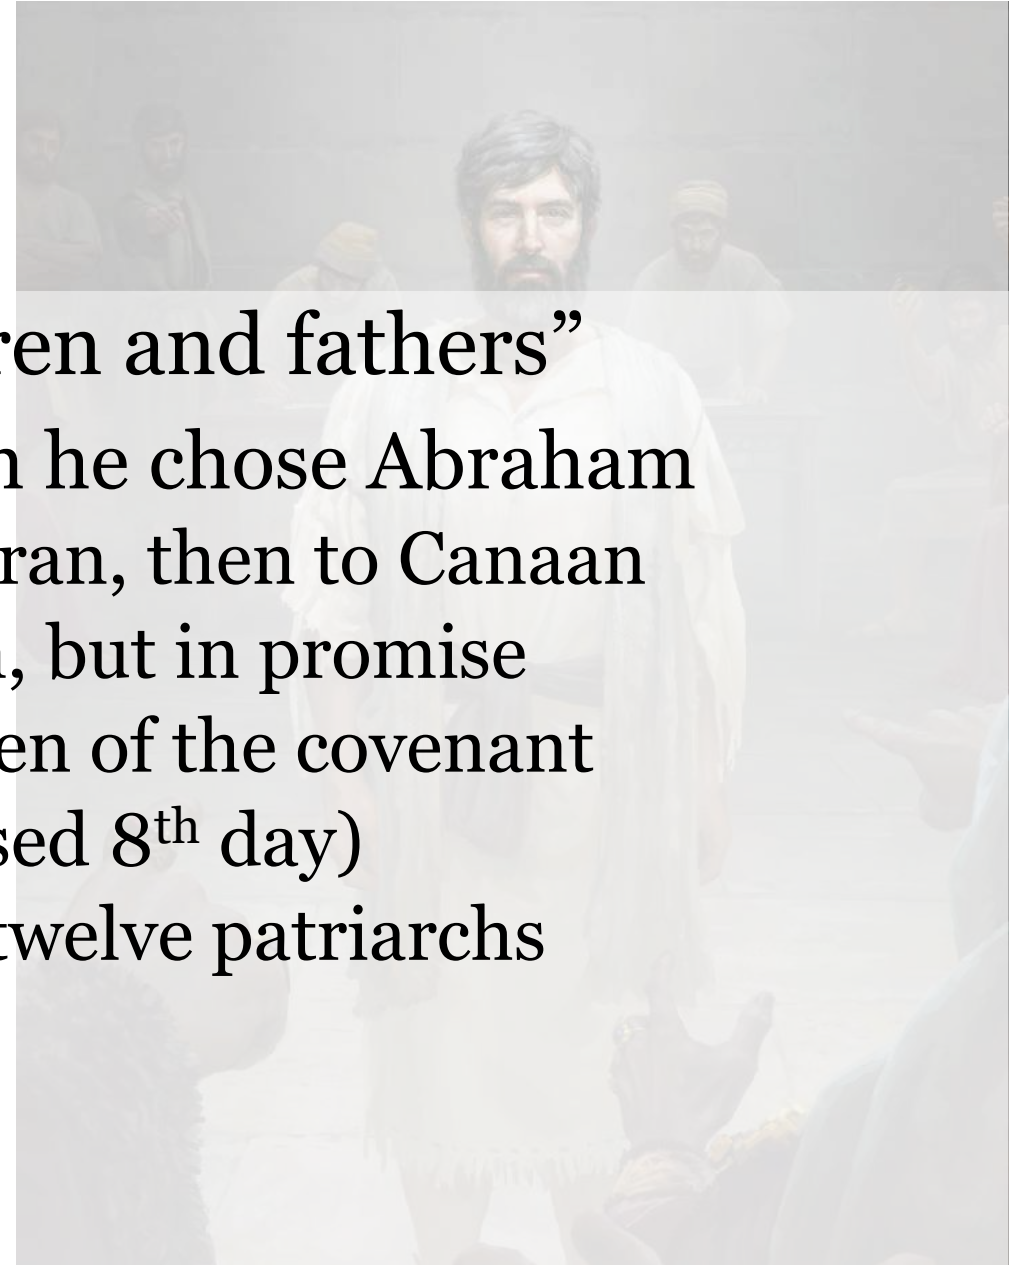 ren and fathers”
n he chose Abraham
ran, then to Canaan
, but in promise
en of the covenant
sed 8th day)
twelve patriarchs